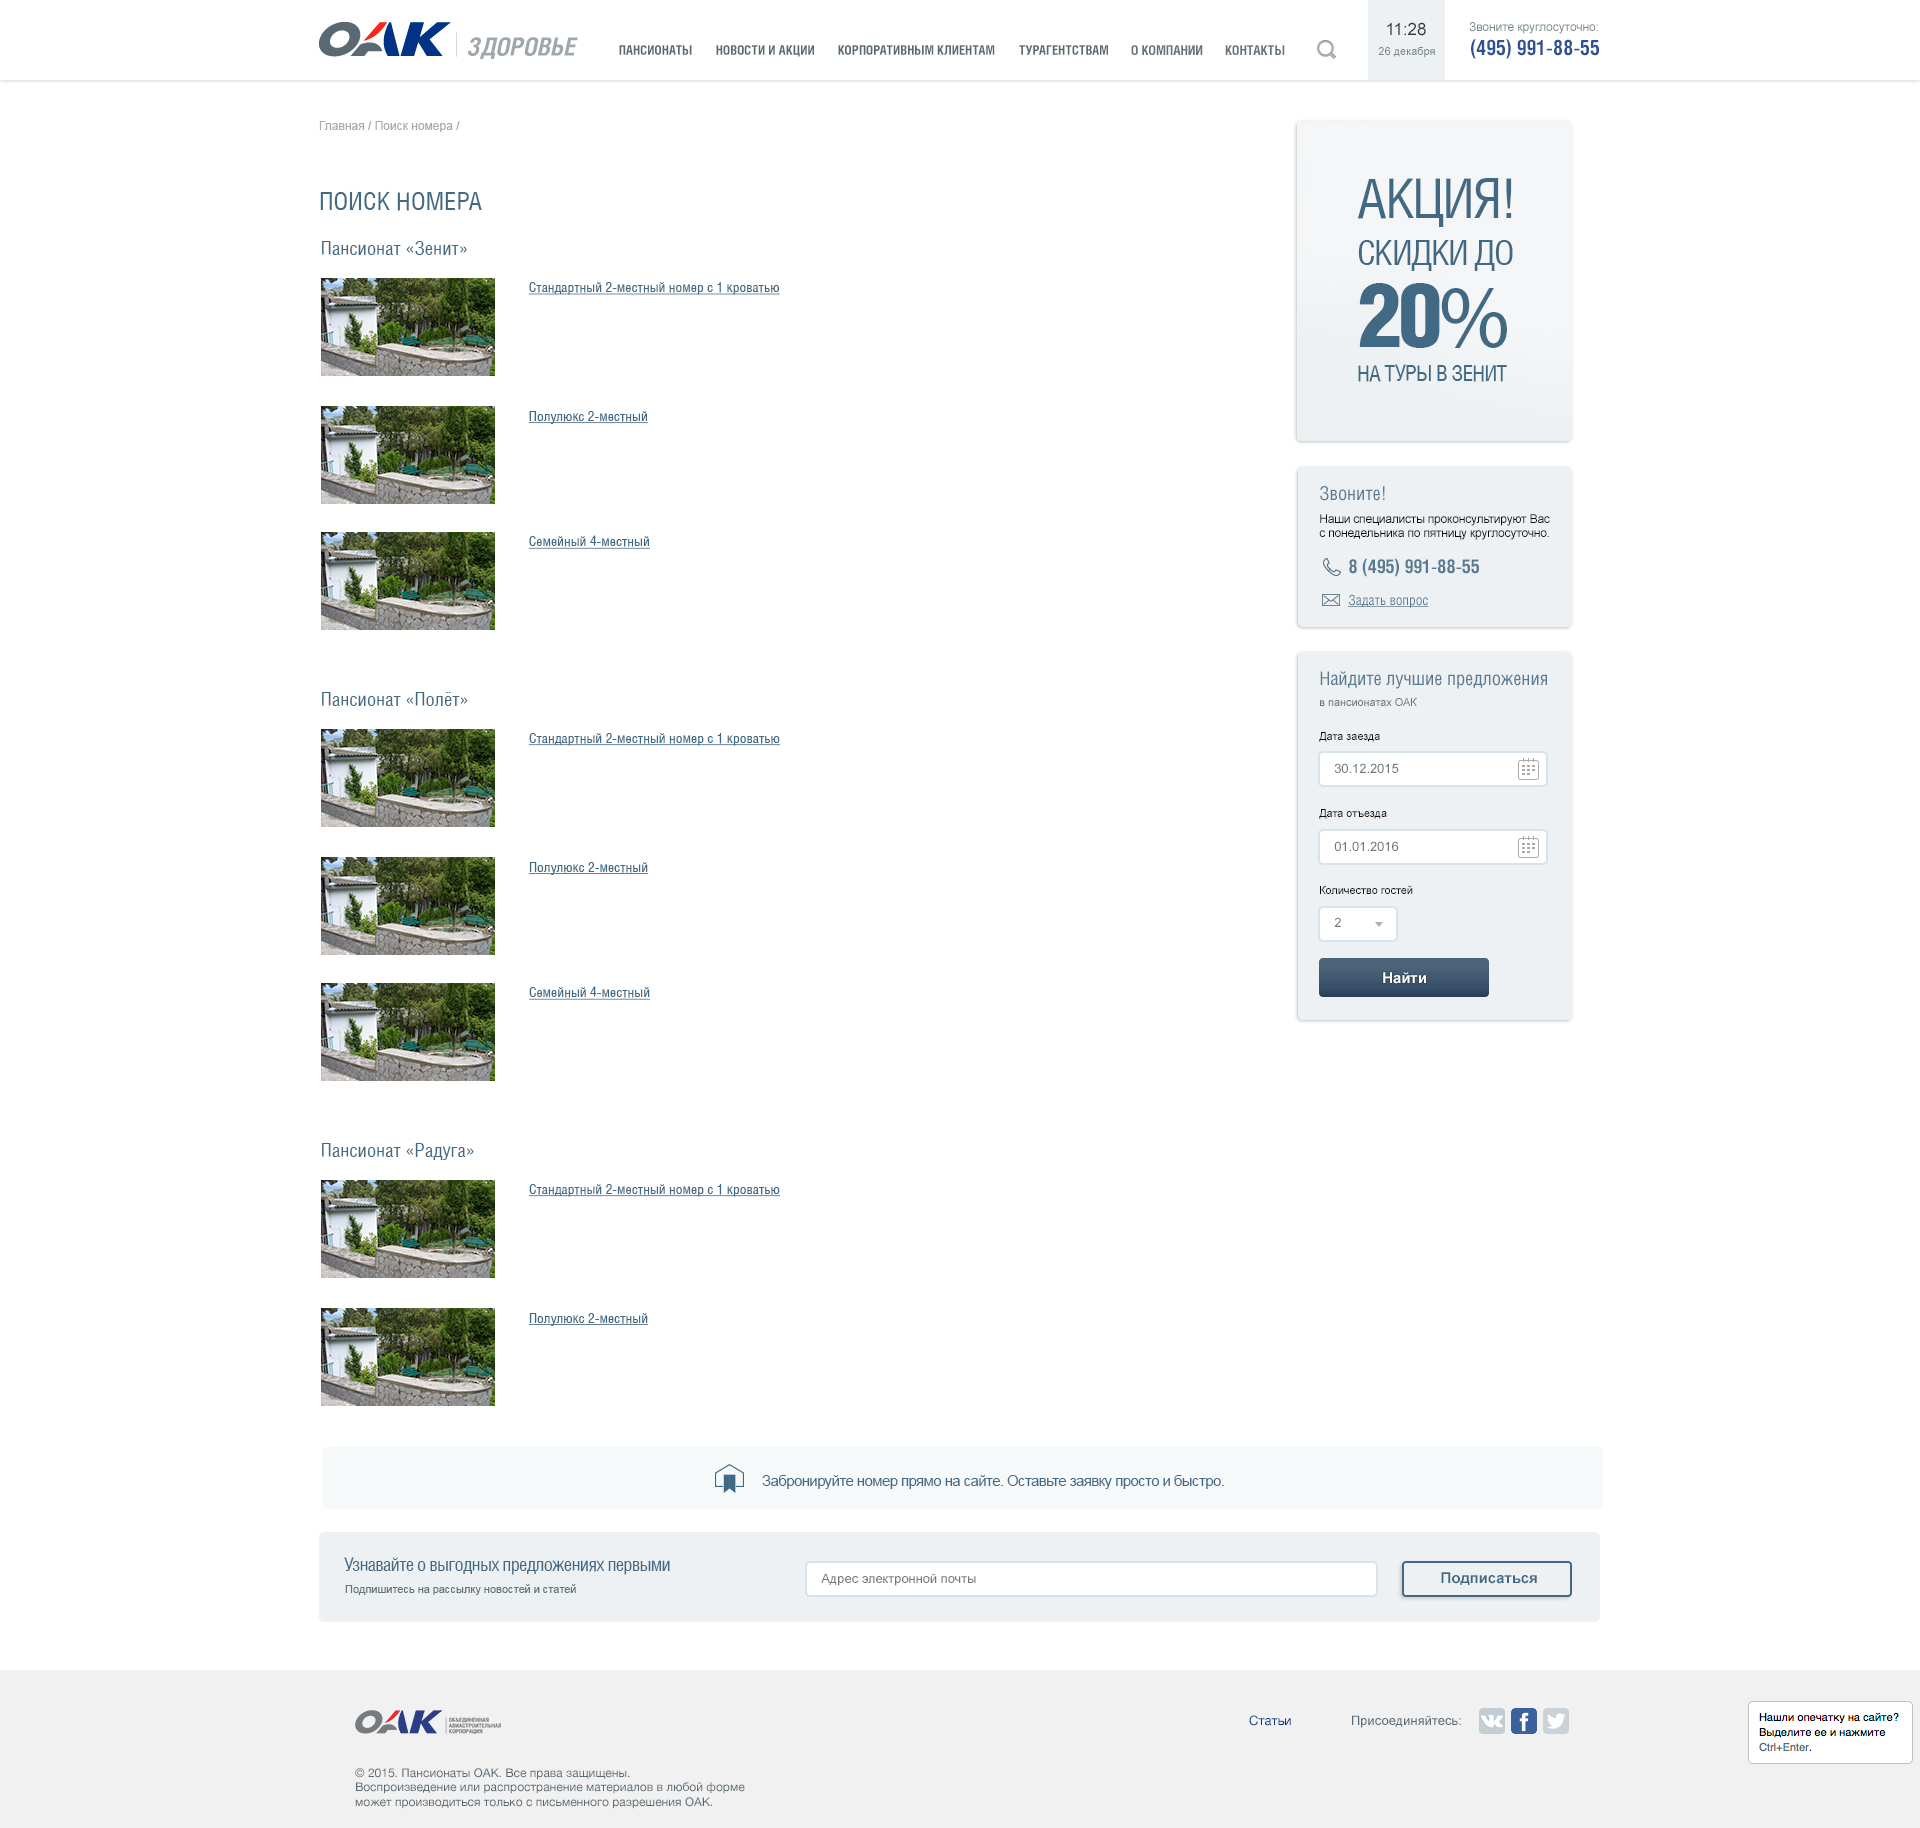 ОАК ЗДОРОВЬЕ
ПАНСИОНАТЫ НОВОСТИ И АКЦИИ КОРПОРАТИВНЫМ КЛИЕНТАМ ТУРАГЕНТСТВАМ О КОМПАНИИ КОНТАКТЫ
11:28
26 декабря
Звоните круглосуточно:
(495) 991-88-55
Главная / Поиск номера /
ПОИСК НОМЕРА
Пансионат «Зенит»
Стандартный 2-местный номер с 1 кроватью
Полулюкс 2-местный
Семейный 4-местный
Пансионат «Полёт»
Стандартный 2-местный номер с 1 кроватью
Полулюкс 2-местный
Семейный 4-местный
Пансионат «Радуга»
Стандартный 2-местный номер с 1 кроватью
Полулюкс 2-местный
АКЦИЯ!
СКИДКИ ДО
20%
НА ТУРЫ В ЗЕНИТ
Звоните!
Наши специалисты проконсультируют Вас
с понедельника по пятницу круглосуточно.
8 (495) 991-88-55
Задать вопрос
Найдите лучшие предложения
в пансионатах ОАК
Дата заезда
30.12.2015
Дата отъезда
01.01.2016
Количество гостей
2
Найти
Забронируйте номер прямо на сайте. Оставьте заявку просто и быстро.
Узнавайте о выгодных предложениях первыми
Подпишитесь на рассылку новостей и статей
Адрес электронной почты
Подписаться
ОАК
ОБЪЕДИНЕННАЯ
АВИАСТРОИТЕЛЬНАЯ
КОРПОРАЦИЯ
Статьи
Присоединяйтесь:
Нашли опечатку на сайте?
Выделите ее и нажмите
Ctrl+Enter.
© 2015. Пансионаты ОАК. Все права защищены.
Воспроизведение или распространение материалов в любой форме
может производиться только с письменного разрешения ОАК.